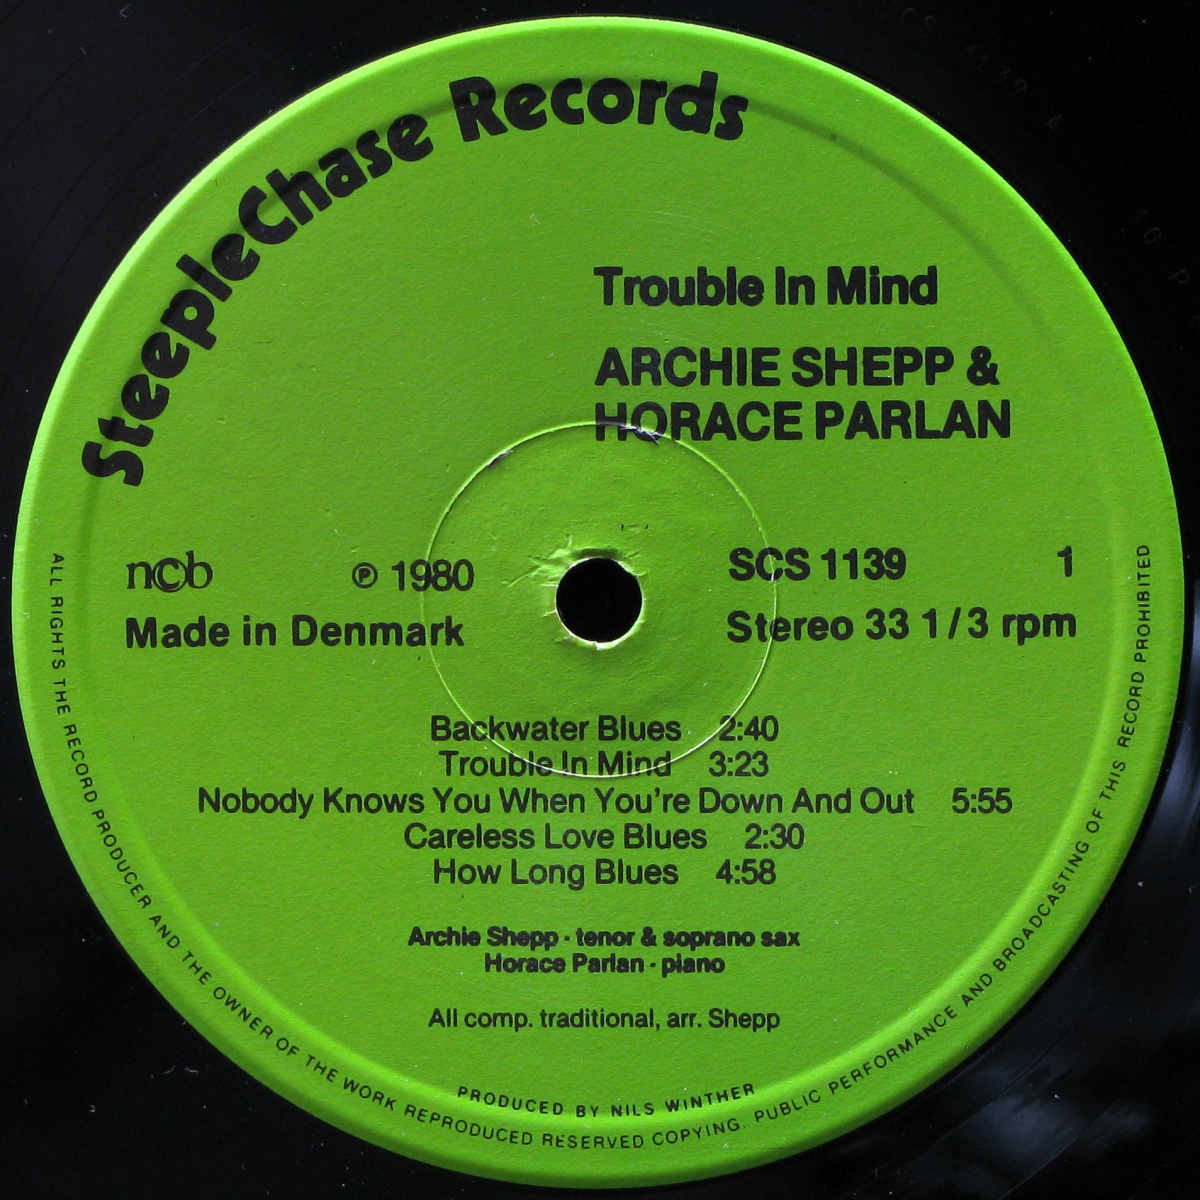 SteepleChase Records
Trouble In Mind
ARCHIE SHEPP &
HORACE PARLAN
ncb
℗ 1980
SCS 1139
1
Made in Denmark
Stereo 33 1/3 rpm
Backwater Blues 2:40
Trouble In Mind 3:23
Nobody Knows You When You're Down And Out 5:55
Careless Love Blues 2:30
How Long Blues 4:58
Archie Shepp · tenor & soprano sax
Horace Parlan · piano
All comp. traditional, arr. Shepp
PRODUCED BY NILS WINTHER
ALL RIGHTS THE RECORD PRODUCER AND THE OWNER OF THE WORK REPRODUCED RESERVED COPYING. PUBLIC PERFORMANCE AND BROADCASTING OF THIS RECORD PROHIBITED